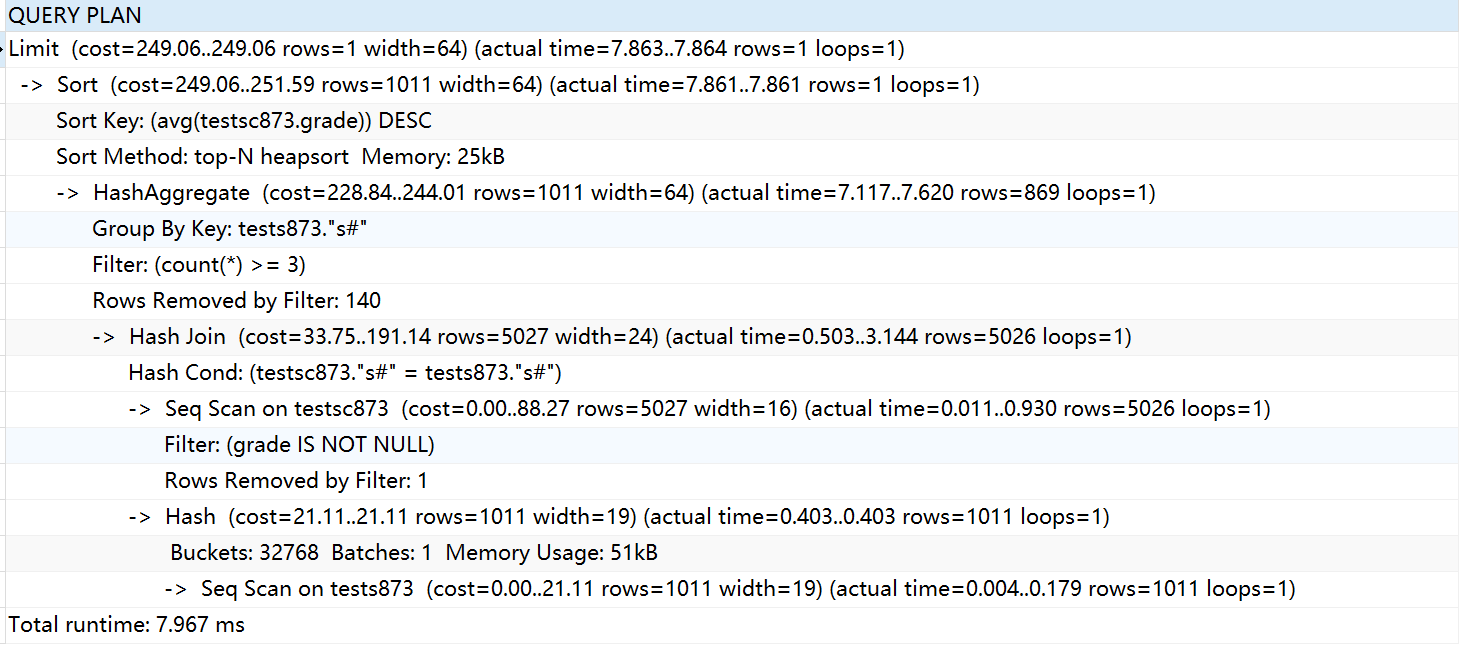 QUERY PLAN
Limit  (cost=249.06..249.06 rows=1 width=64) (actual time=7.863..7.864 rows=1 loops=1)
->  Sort  (cost=249.06..251.59 rows=1011 width=64) (actual time=7.861..7.861 rows=1 loops=1)
Sort Key: (avg(testsc873.grade)) DESC
Sort Method: top-N heapsort  Memory: 25kB
->  HashAggregate  (cost=228.84..244.01 rows=1011 width=64) (actual time=7.117..7.620 rows=869 loops=1)
Group By Key: tests873."s#"
Filter: (count(*) >= 3)
Rows Removed by Filter: 140
->  Hash Join  (cost=33.75..191.14 rows=5027 width=24) (actual time=0.503..3.144 rows=5026 loops=1)
Hash Cond: (testsc873."s#" = tests873."s#")
->  Seq Scan on testsc873  (cost=0.00..88.27 rows=5027 width=16) (actual time=0.011..0.930 rows=5026 loops=1)
Filter: (grade IS NOT NULL)
Rows Removed by Filter: 1
->  Hash  (cost=21.11..21.11 rows=1011 width=19) (actual time=0.403..0.403 rows=1011 loops=1)
Buckets: 32768  Batches: 1  Memory Usage: 51kB
->  Seq Scan on tests873  (cost=0.00..21.11 rows=1011 width=19) (actual time=0.004..0.179 rows=1011 loops=1)
Total runtime: 7.967 ms